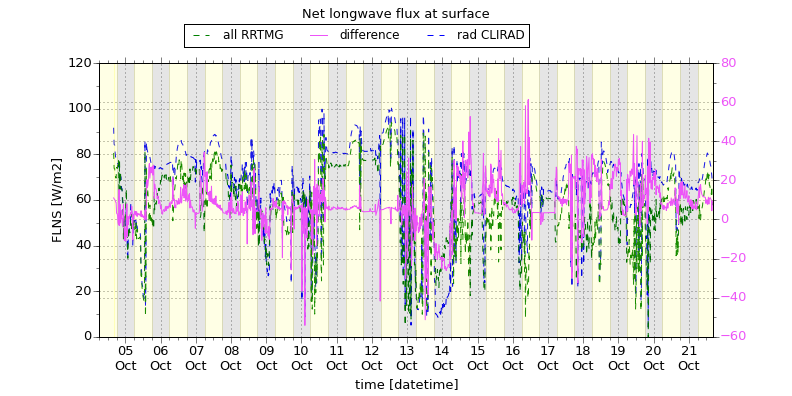 Net longwave flux at surface
all RRTMG difference rad CLIRAD
120 80
100 60
80 40
60 20
40 0
20 −20
0 −40
−60
FLNS [W/m2]
05 06 07 08 09 10 11 12 13 14 15 16 17 18 19 20 21
Oct Oct Oct Oct Oct Oct Oct Oct Oct Oct Oct Oct Oct Oct Oct Oct Oct
time [datetime]